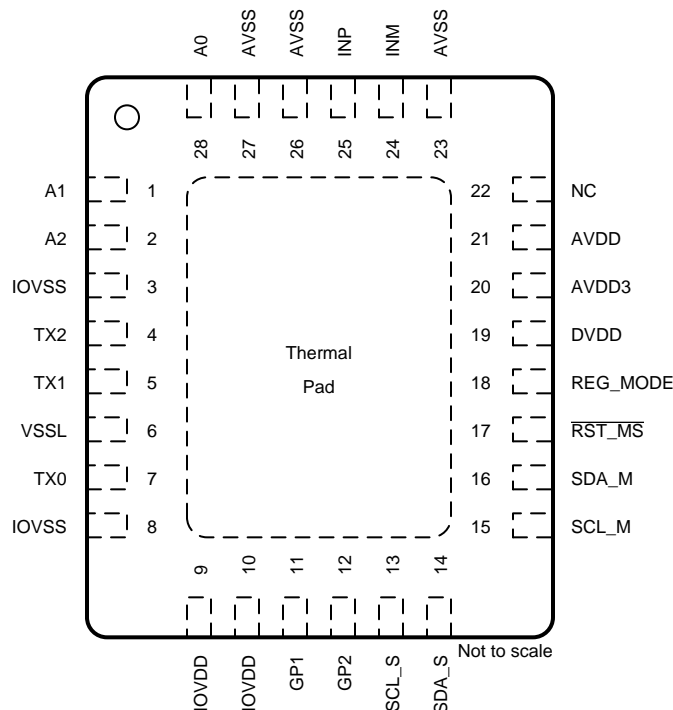 A0
AVSS
AVSS
INP
INM
AVSS
28
27
26
25
24
23
A1 1
A2 2
IOVSS 3
TX2 4
TX1 5
VSSL 6
TX0 7
IOVSS 8
22 NC
21 AVDD
20 AVDD3
19 DVDD
18 REG_MODE
17 RST_MS
16 SDA_M
15 SCL_M
Thermal
Pad
9
10
11
12
13
14
IOVDD
IOVDD
GP1
GP2
SCL_S
SDA_S
Not to scale